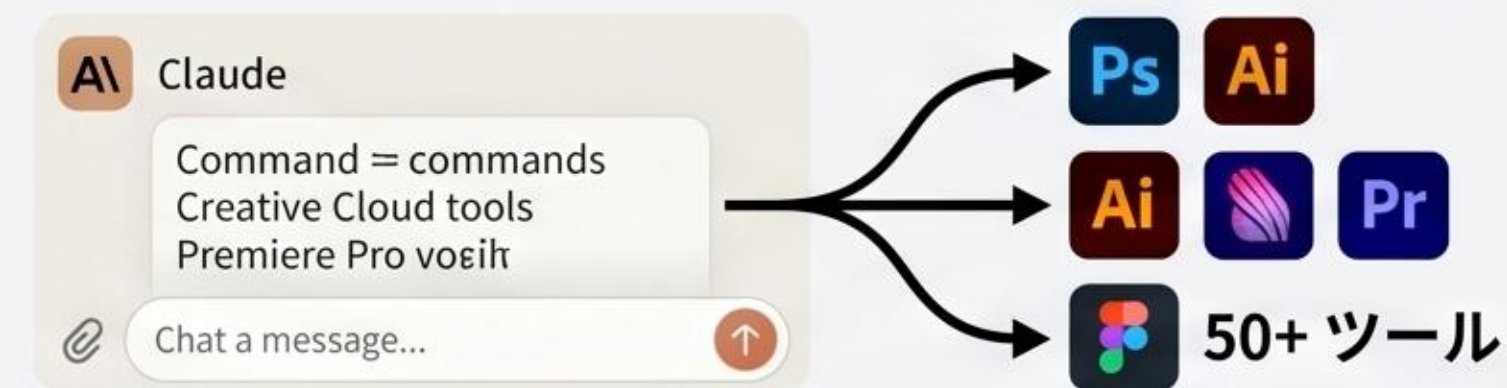 A\ Claude
Command = commands
Creative Cloud tools
Premiere Pro
Chat a message...
Ps Ai
Ai Pr
50+ ツール